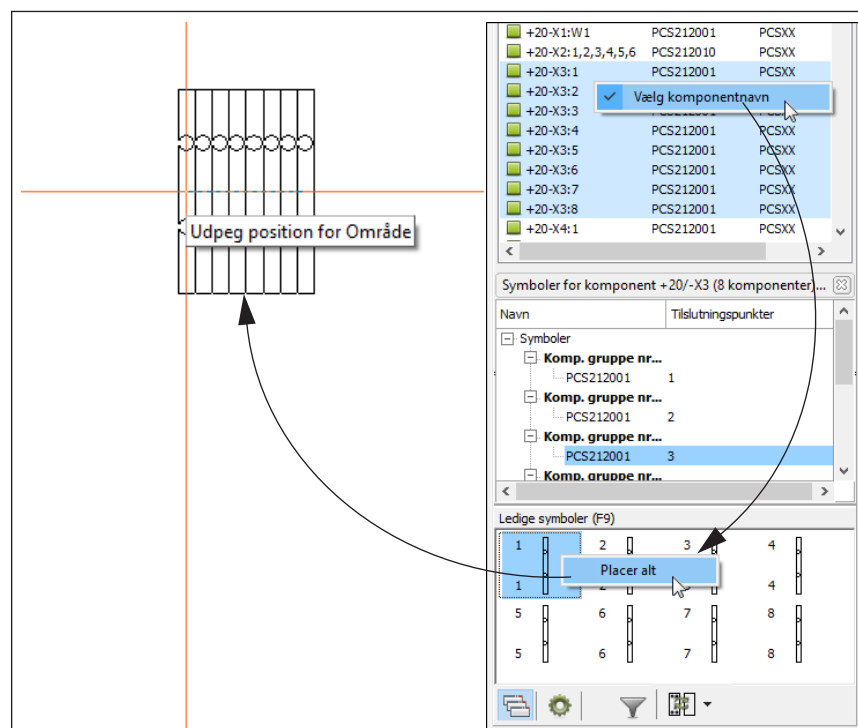 +20-X1:W1 PCS212001 PCSXX
+20-X2:1,2,3,4,5,6 PCS212010 PCSXX
+20-X3:1 PCS212001 PCSXX
+20-X3:2
Vælg komponentnavn
+20-X3:3 PCS212001 PCSXX
+20-X3:4 PCS212001 PCSXX
+20-X3:5 PCS212001 PCSXX
+20-X3:6 PCS212001 PCSXX
+20-X3:7 PCS212001 PCSXX
+20-X3:8 PCS212001 PCSXX
+20-X4:1 PCS212001 PCSXX
Udpeg position for Område
Symboler for komponent +20/-X3 (8 komponenter)...
Navn Tilslutningspunkter
Symboler
Komp. gruppe nr...
PCS212001 1
Komp. gruppe nr...
PCS212001 2
Komp. gruppe nr...
PCS212001 3
Komp. gruppe nr...
Ledige symboler (F9)
1 2 3 4
Placer alt
1 2 3 4
5 6 7 8
5 6 7 8